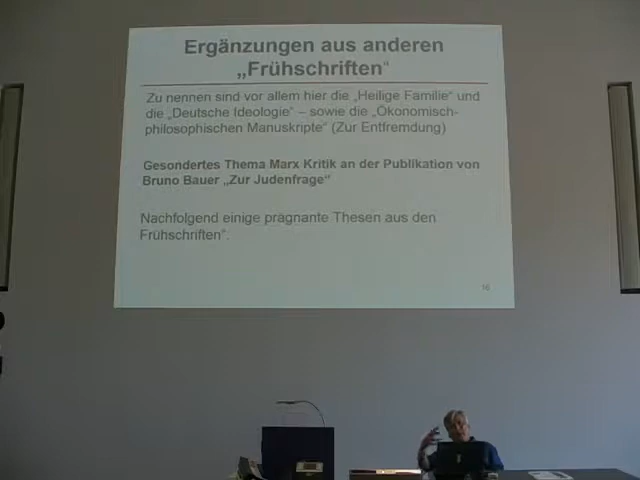 Ergänzungen aus anderen
„Frühschriften“
Zu nennen sind vor allem hier die „Heilige Familie“ und
die „Deutsche Ideologie“ – sowie die „Ökonomisch-
philosophischen Manuskripte“ (Zur Entfremdung)
Gesondertes Thema Marx Kritik an der Publikation von
Bruno Bauer „Zur Judenfrage“
Nachfolgend einige prägnante Thesen aus den
Frühschriften“.
16